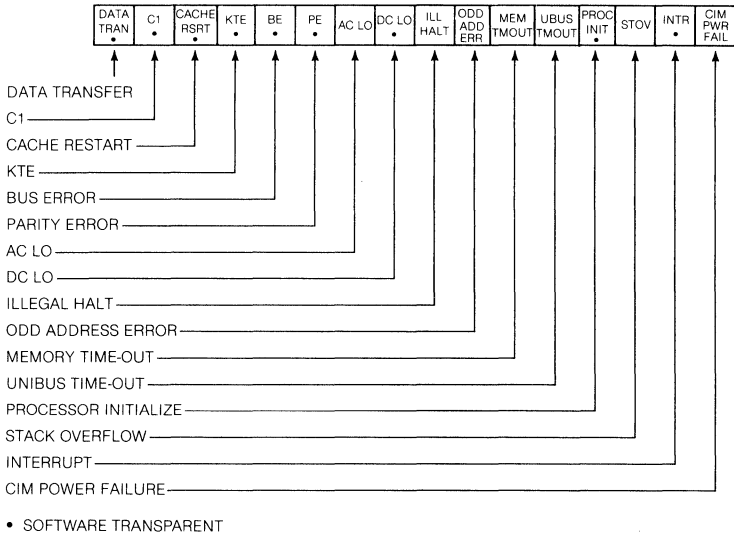 DATA TRAN •
C1 •
CACHE RSRT •
KTE •
BE •
PE •
AC LO
DC LO •
ILL HALT
ODD ADD ERR
MEM TMOUT
UBUS TMOUT
PROC INIT •
STOV
INTR •
CIM PWR FAIL
DATA TRANSFER
C1
CACHE RESTART
KTE
BUS ERROR
PARITY ERROR
AC LO
DC LO
ILLEGAL HALT
ODD ADDRESS ERROR
MEMORY TIME-OUT
UNIBUS TIME-OUT
PROCESSOR INITIALIZE
STACK OVERFLOW
INTERRUPT
CIM POWER FAILURE
• SOFTWARE TRANSPARENT